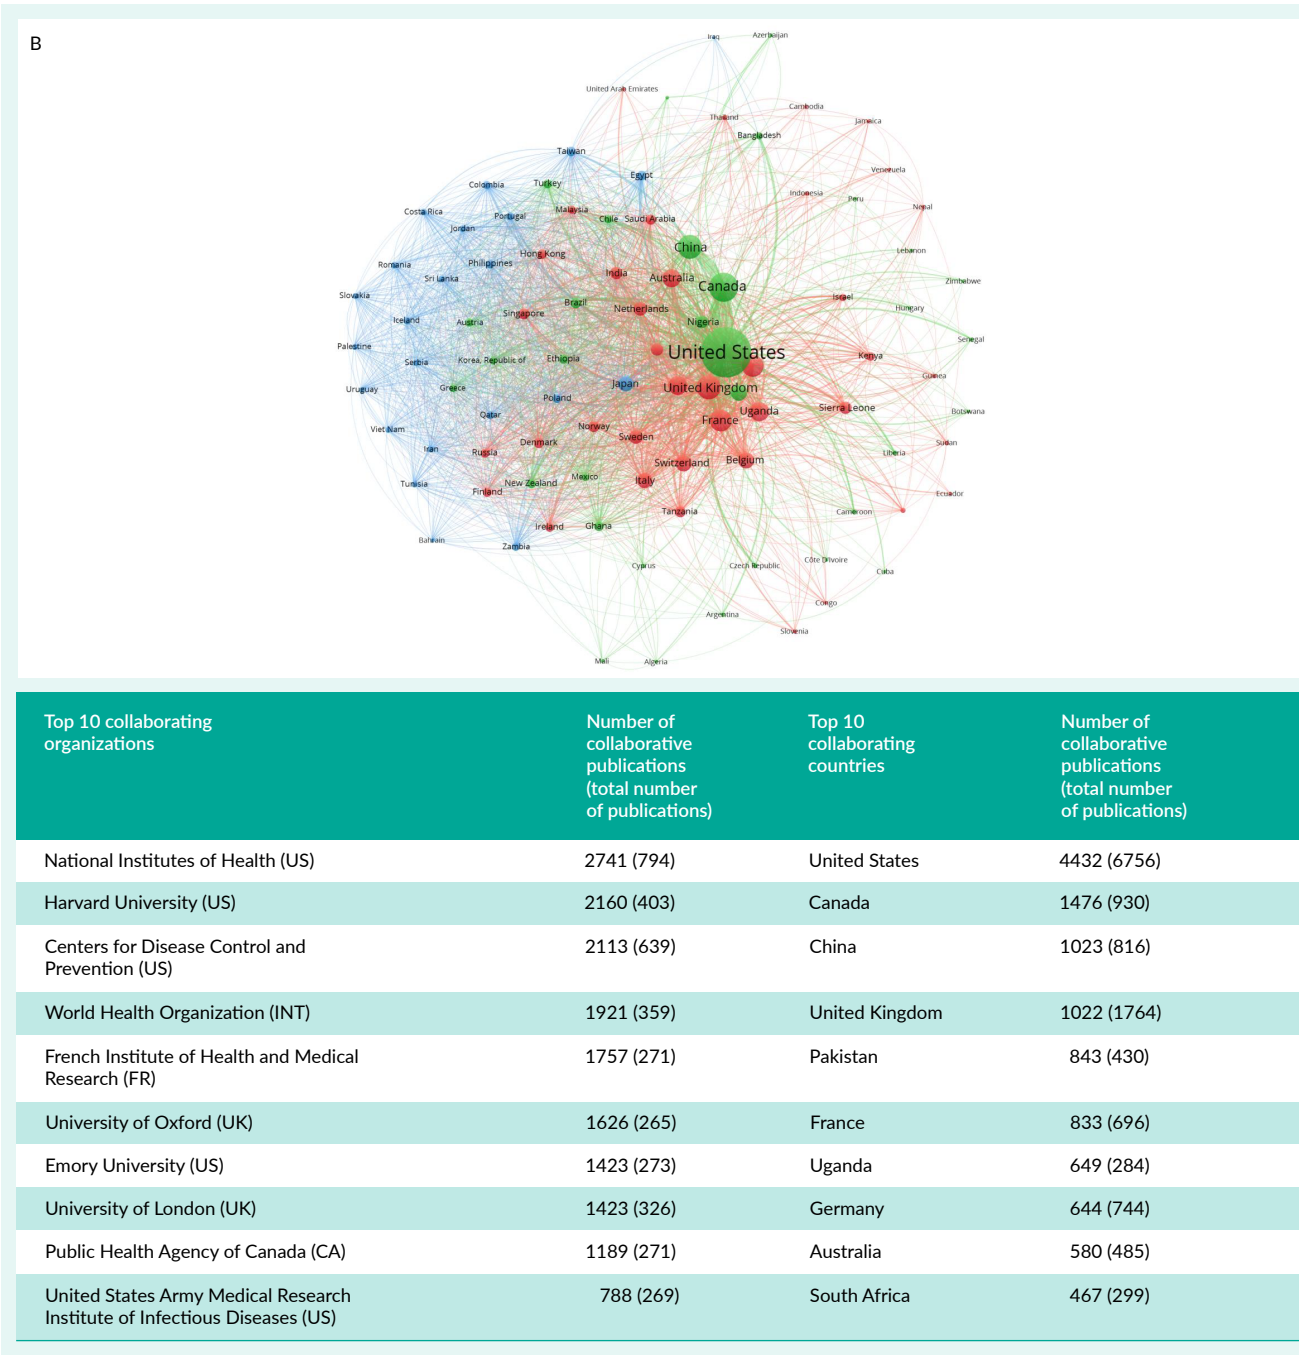 B
Iraq
Azerbaijan
United Arab Emirates
Cambodia
Thailand
Jamaica
Bangladesh
Taiwan
Venezuela
Egypt
Colombia
Turkey
Indonesia
Peru
Costa Rica
Portugal
Malaysia
Chile
Saudi Arabia
Nepal
Jordan
China
Hong Kong
Lebanon
Romania
Philippines
Sri Lanka
India
Australia
Zimbabwe
Canada
Slovakia
Israel
Brazil
Netherlands
Hungary
Iceland
Austria
Singapore
Nigeria
Senegal
Palestine
United States
Serbia
Korea, Republic of
Ethiopia
Kenya
Guinea
Uruguay
Greece
Japan
United Kingdom
Poland
Qatar
Uganda
Sierra Leone
Botswana
France
Viet Nam
Norway
Sweden
Denmark
Sudan
Iran
Russia
Liberia
Switzerland
Belgium
Tunisia
New Zealand
Mexico
Italy
Finland
Ecuador
Tanzania
Cameroon
Ireland
Ghana
Bahrain
Zambia
Cyprus
Czech Republic
Côte D'Ivoire
Cuba
Congo
Argentina
Slovenia
Mali
Algeria
Top 10 collaborating
organizations
Number of
collaborative
publications
(total number
of publications)
Top 10
collaborating
countries
Number of
collaborative
publications
(total number
of publications)
National Institutes of Health (US) 2741 (794) United States 4432 (6756)
Harvard University (US) 2160 (403) Canada 1476 (930)
Centers for Disease Control and
Prevention (US) 2113 (639) China 1023 (816)
World Health Organization (INT) 1921 (359) United Kingdom 1022 (1764)
French Institute of Health and Medical
Research (FR) 1757 (271) Pakistan 843 (430)
University of Oxford (UK) 1626 (265) France 833 (696)
Emory University (US) 1423 (273) Uganda 649 (284)
University of London (UK) 1423 (326) Germany 644 (744)
Public Health Agency of Canada (CA) 1189 (271) Australia 580 (485)
United States Army Medical Research
Institute of Infectious Diseases (US) 788 (269) South Africa 467 (299)